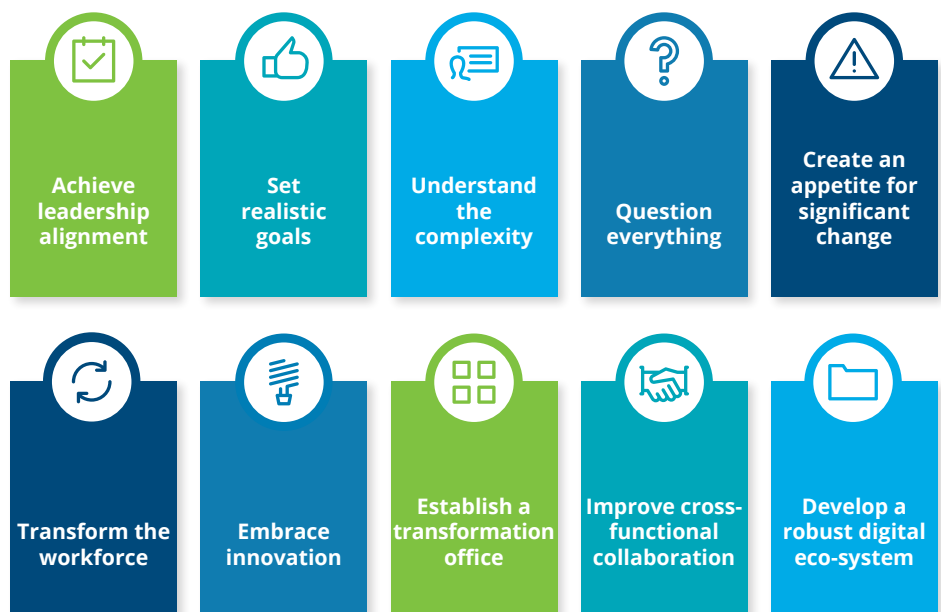 Achieve
leadership
alignment
Set
realistic
goals
Understand
the
complexity
Question
everything
Create an
appetite for
significant
change
Transform the
workforce
Embrace
innovation
Establish a
transformation
office
Improve cross-
functional
collaboration
Develop a
robust digital
eco-system